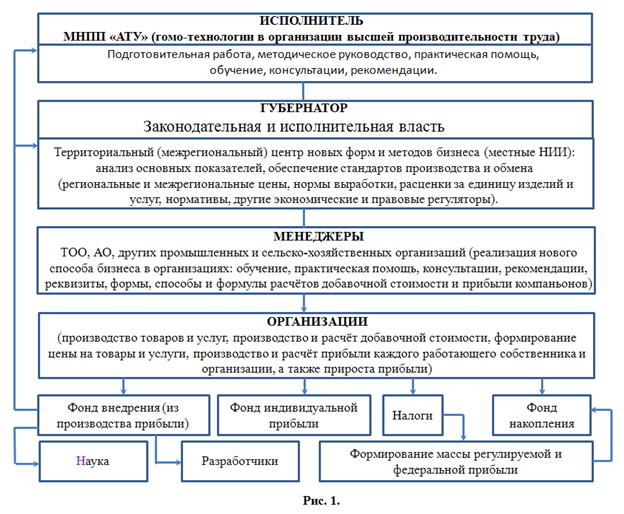 ИСПОЛНИТЕЛЬ
МНПП «АТУ» (гомо-технологии в организации высшей производительности труда)
Подготовительная работа, методическое руководство, практическая помощь,
обучение, консультации, рекомендации.
ГУБЕРНАТОР
Законодательная и исполнительная власть
Территориальный (межрегиональный) центр новых форм и методов бизнеса (местные НИИ):
анализ основных показателей, обеспечение стандартов производства и обмена
(региональные и межрегиональные цены, нормы выработки, расценки за единицу изделий и
услуг, нормативы, другие экономические и правовые регуляторы).
МЕНЕДЖЕРЫ
ТОО, АО, других промышленных и сельско-хозяйственных организаций (реализация нового
способа бизнеса в организациях: обучение, практическая помощь, консультации, рекомендации,
реквизиты, формы, способы и формулы расчётов добавочной стоимости и прибыли компаньонов)
ОРГАНИЗАЦИИ
(производство товаров и услуг, производство и расчёт добавочной стоимости, формирование
цены на товары и услуги, производство и расчёт прибыли каждого работающего собственника и
организации, а также прироста прибыли)
Фонд внедрения (из
производства прибыли)
Фонд индивидуальной
прибыли
Налоги
Фонд
накопления
Наука
Разработчики
Формирование массы регулируемой и
федеральной прибыли
Рис. 1.